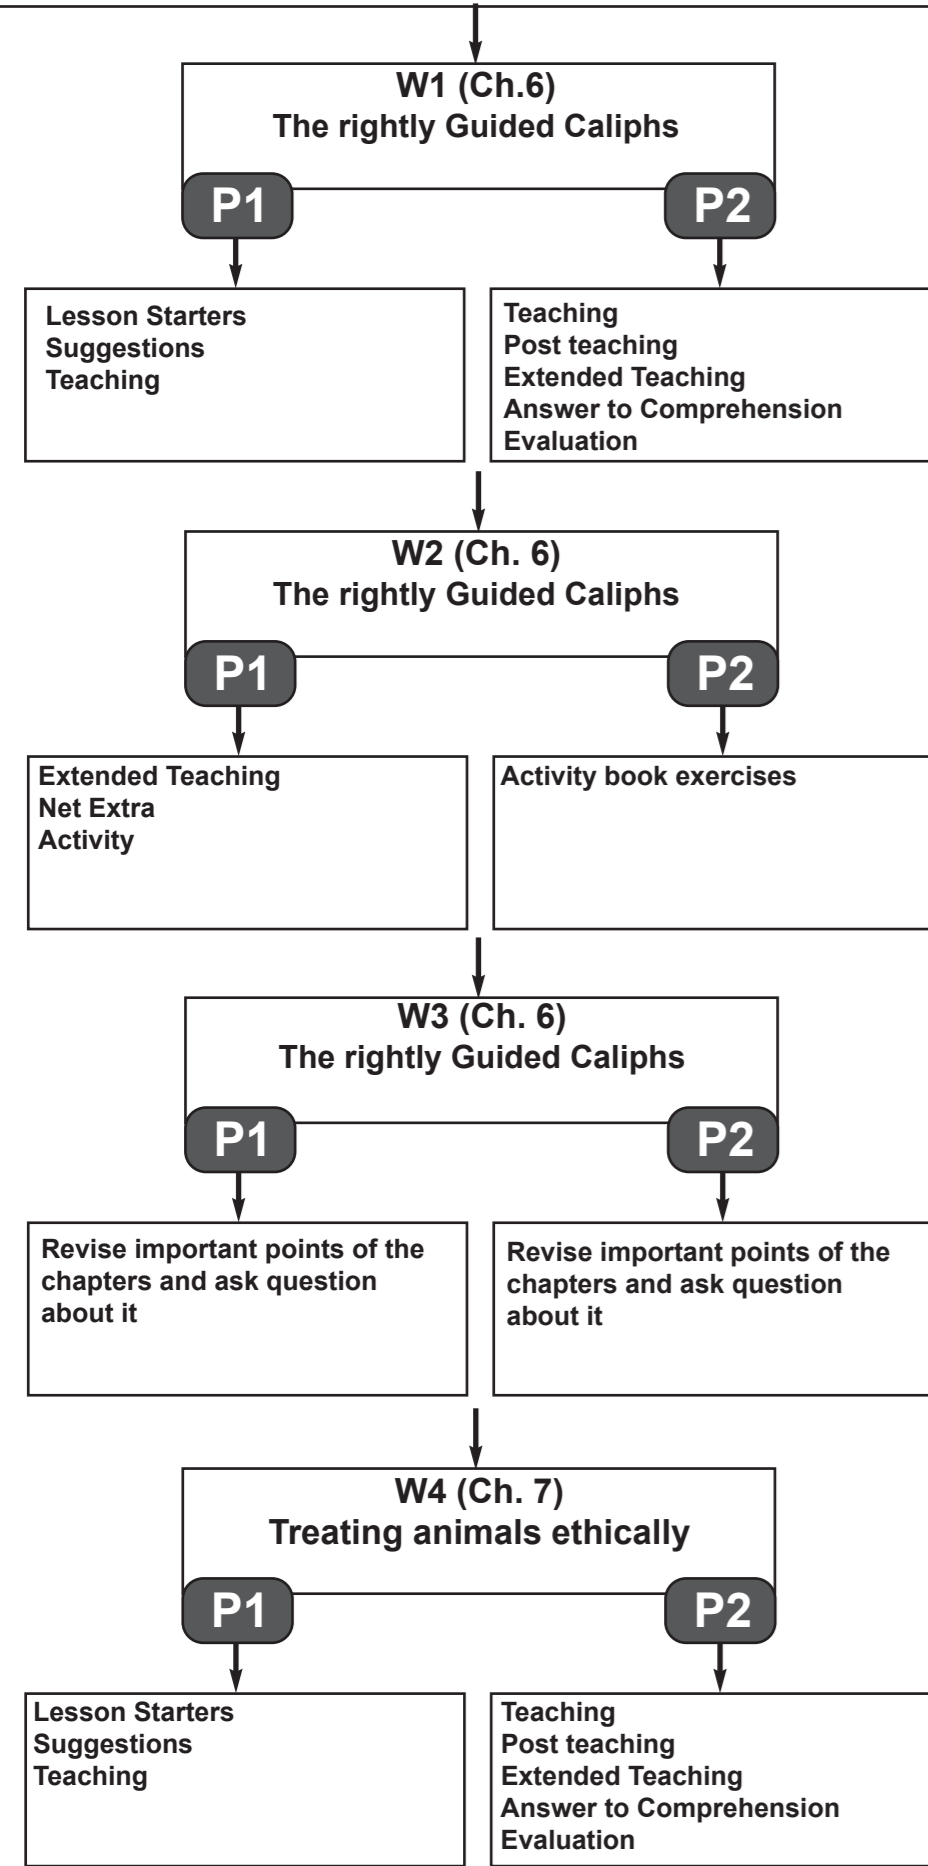 W1 (Ch.6)
The rightly Guided Caliphs
P1
P2
Lesson Starters
Suggestions
Teaching
Teaching
Post teaching
Extended Teaching
Answer to Comprehension
Evaluation
W2 (Ch. 6)
The rightly Guided Caliphs
P1
P2
Extended Teaching
Net Extra
Activity
Activity book exercises
W3 (Ch. 6)
The rightly Guided Caliphs
P1
P2
Revise important points of the
chapters and ask question
about it
Revise important points of the
chapters and ask question
about it
W4 (Ch. 7)
Treating animals ethically
P1
P2
Lesson Starters
Suggestions
Teaching
Teaching
Post teaching
Extended Teaching
Answer to Comprehension
Evaluation